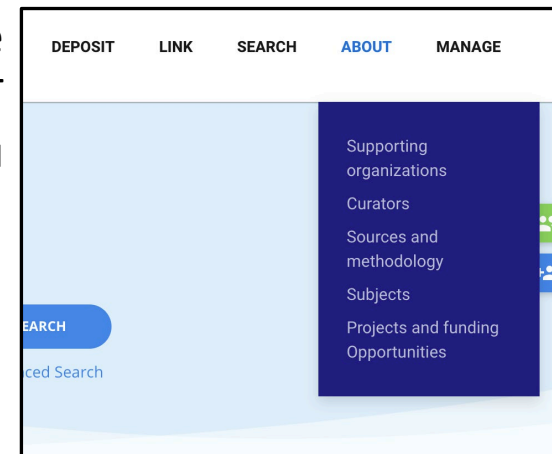 DEPOSIT LINK SEARCH ABOUT MANAGE
Supporting
organizations
Curators
Sources and
methodology
Subjects
Projects and funding
Opportunities
EARCH
ced Search